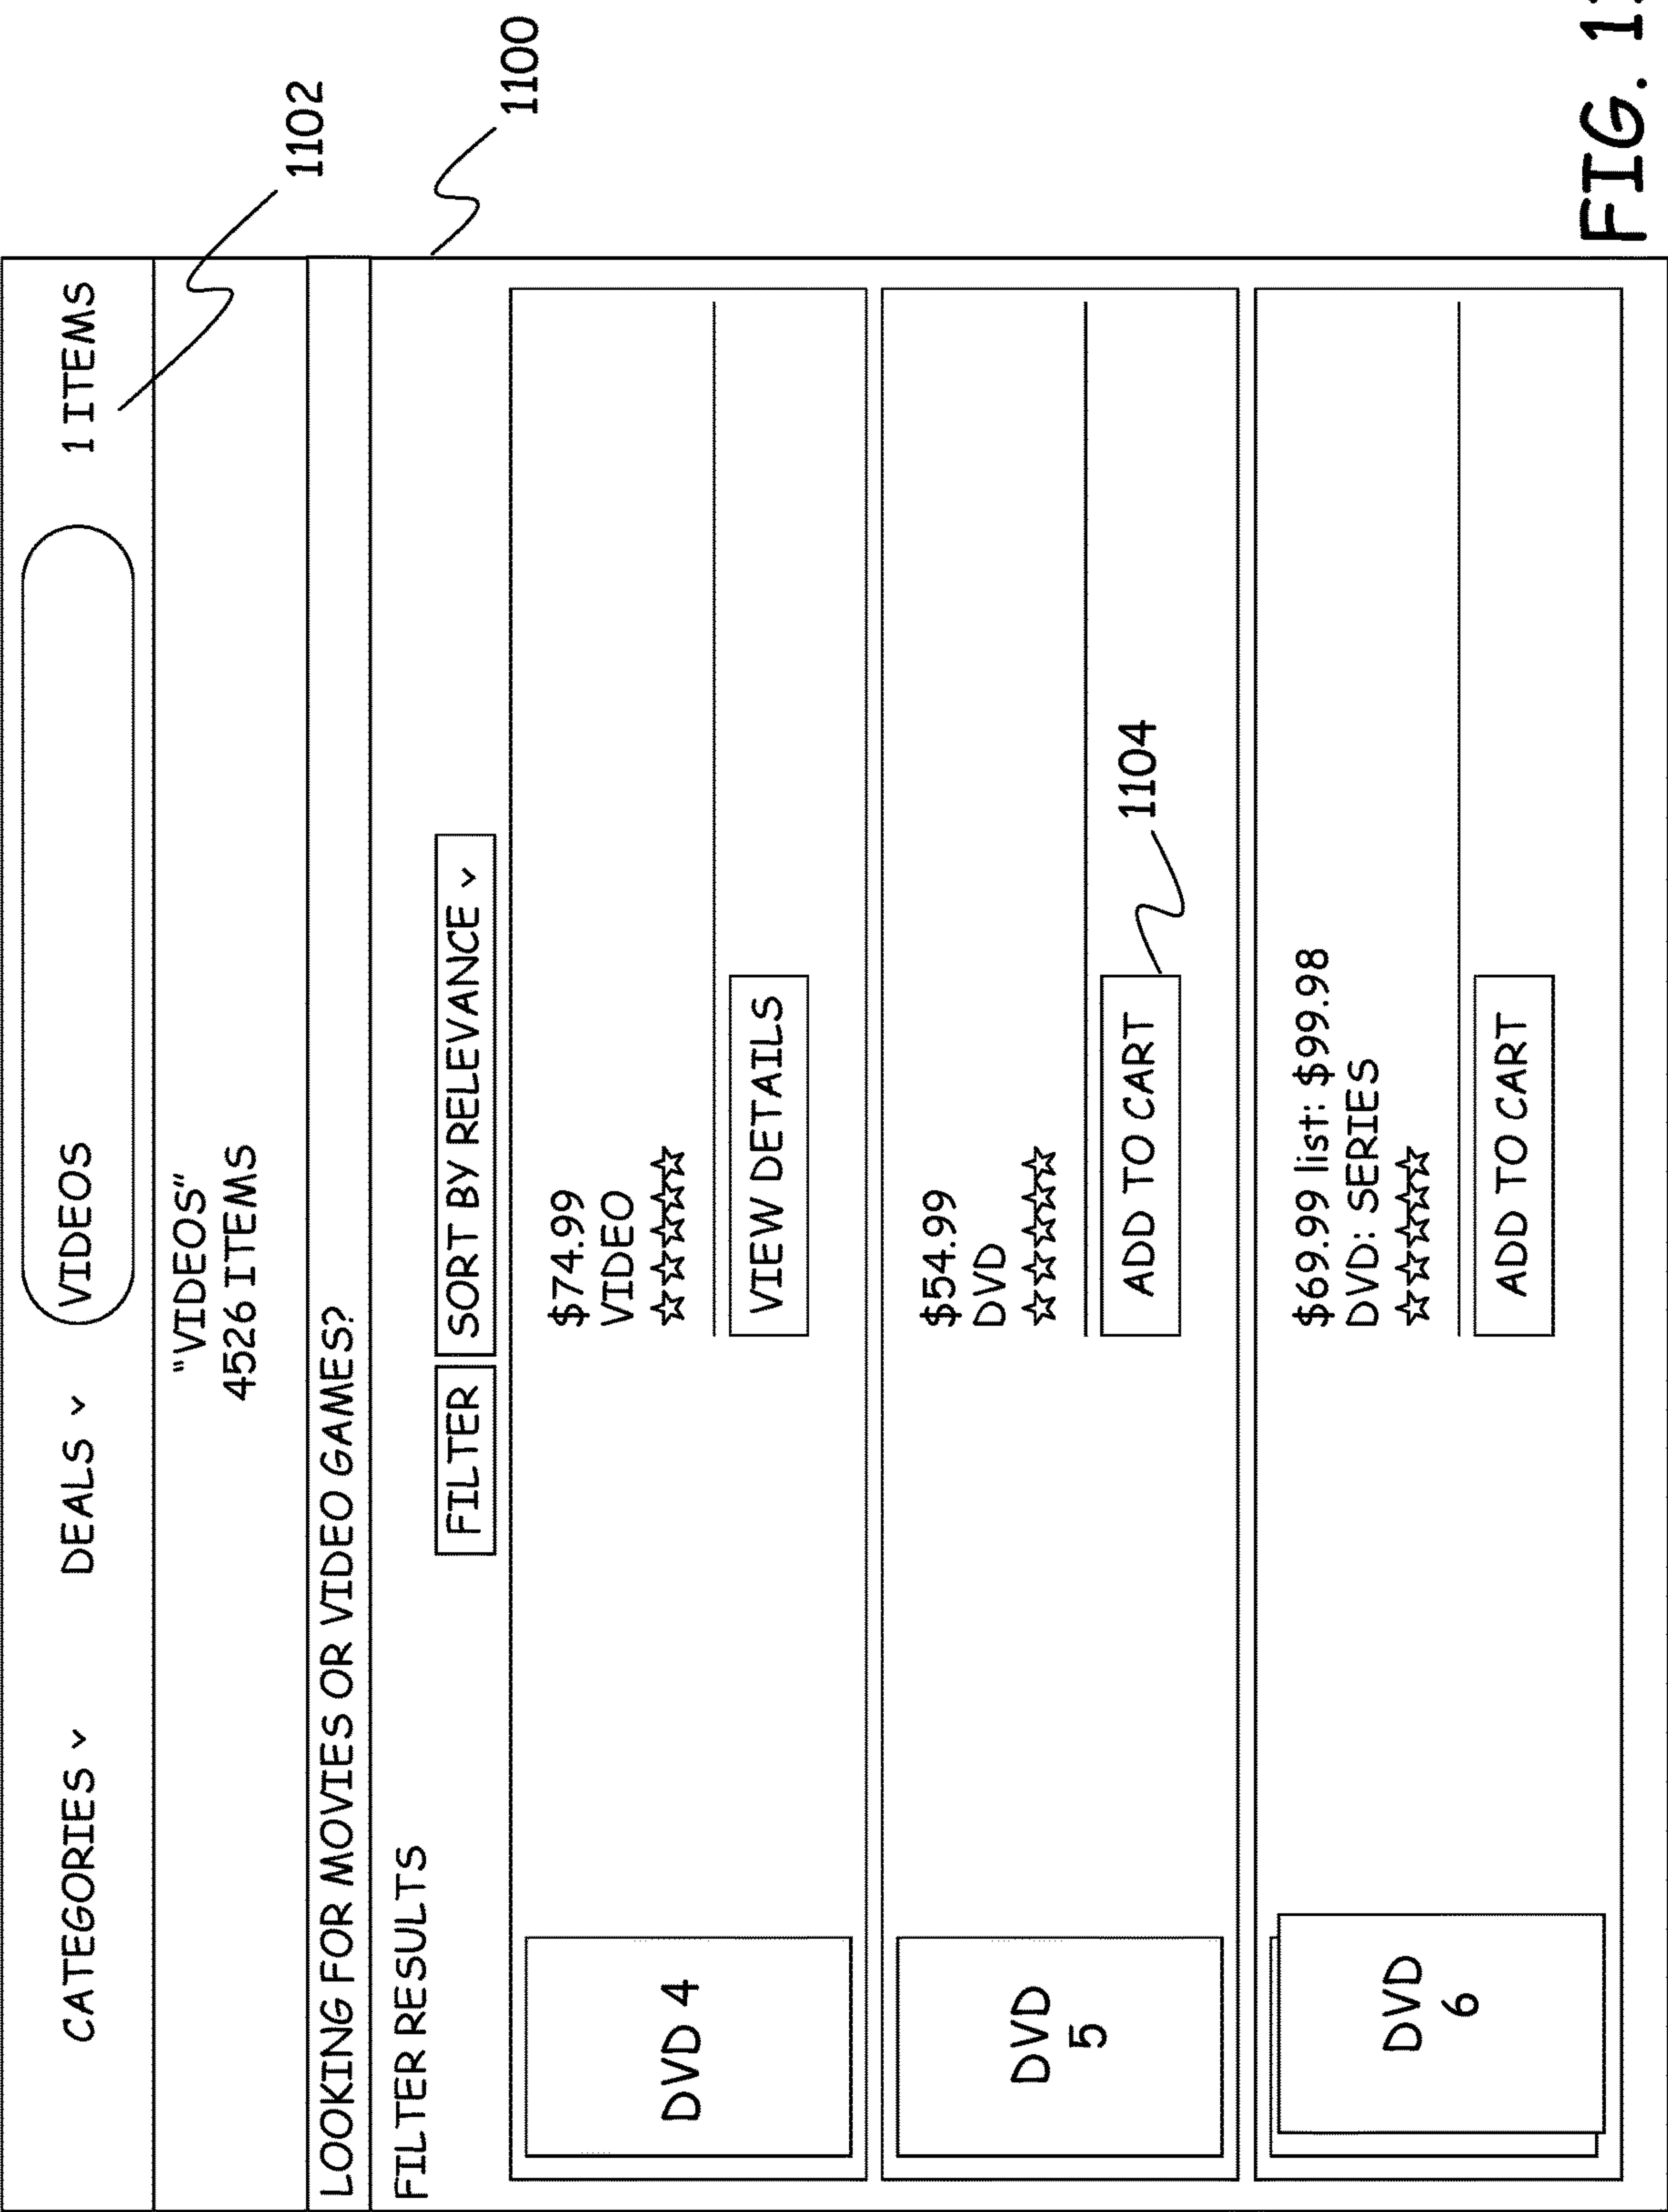 CATEGORIES ˅ DEALS ˅ VIDEOS 1 ITEMS
1102
"VIDEOS"
4526 ITEMS
LOOKING FOR MOVIES OR VIDEO GAMES?
1100
FILTER RESULTS
FILTER SORT BY RELEVANCE ˅
DVD 4
$74.99
VIDEO
☆☆☆☆☆
VIEW DETAILS
DVD
5
$54.99
DVD
☆☆☆☆☆
ADD TO CART
1104
DVD
6
$69.99 list: $99.98
DVD: SERIES
☆☆☆☆☆
ADD TO CART
FIG. 11